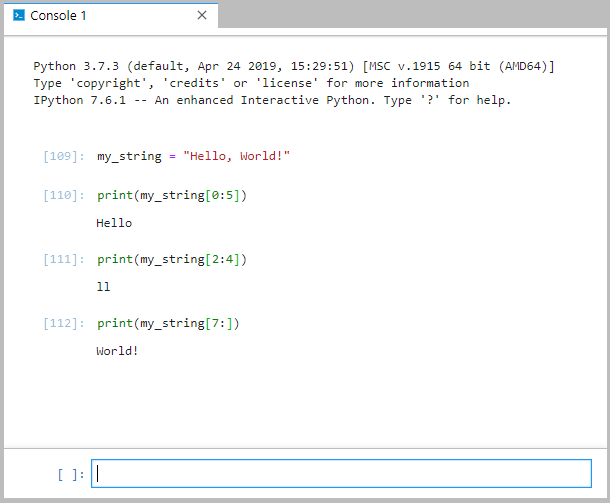 Console 1
Python 3.7.3 (default, Apr 24 2019, 15:29:51) [MSC v.1915 64 bit (AMD64)]
Type 'copyright', 'credits' or 'license' for more information
IPython 7.6.1 -- An enhanced Interactive Python. Type '?' for help.
[109]: my_string = "Hello, World!"
[110]: print(my_string[0:5])
Hello
[111]: print(my_string[2:4])
ll
[112]: print(my_string[7:])
World!
[ ]: